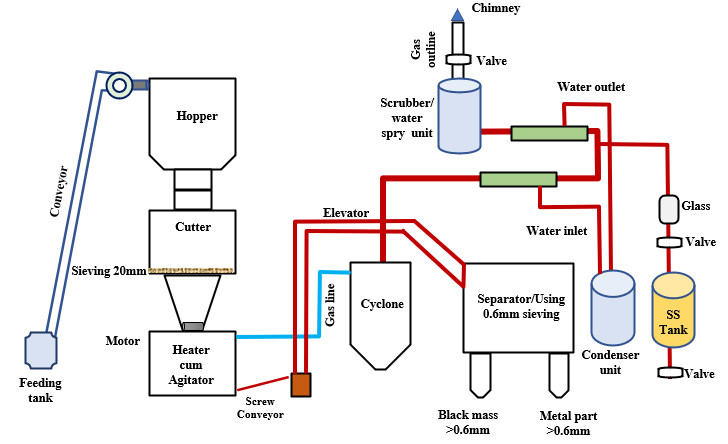 Chimney
Gas
outline
Valve
Water outlet
Scrubber/
water
spry unit
Hopper
Conveyor
Glass
Elevator
Cutter
Water inlet
Valve
Sieving 20mm
Gas line
Cyclone
Separator/Using
0.6mm sieving
SS
Tank
Motor
Heater
cum
Agitator
Condenser
unit
Feeding
tank
Valve
Screw
Conveyor
Black mass
>0.6mm
Metal part
>0.6mm